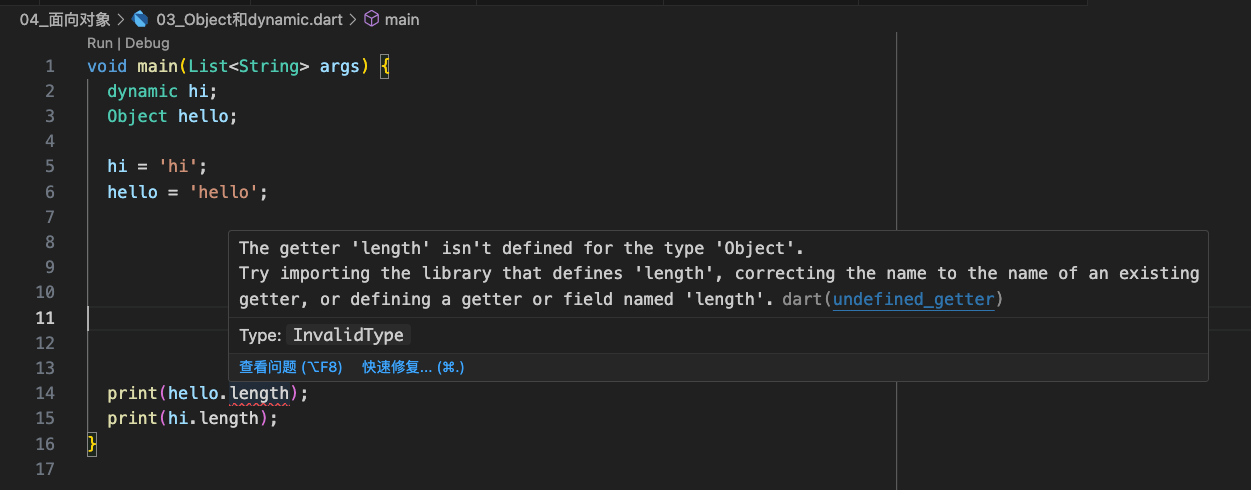 04_面向对象 > 03_Object和dynamic.dart > main
Run | Debug
1 void main(List<String> args) {
2 dynamic hi;
3 Object hello;
4
5 hi = 'hi';
6 hello = 'hello';
7
8
The getter 'length' isn't defined for the type 'Object'.
9
Try importing the library that defines 'length', correcting the name to the name of an existing
10
getter, or defining a getter or field named 'length'. dart(undefined_getter)
11
Type: InvalidType
12
13
查看问题 (⌥F8) 快速修复... (⌘.)
14 print(hello.length);
15 print(hi.length);
16 }
17